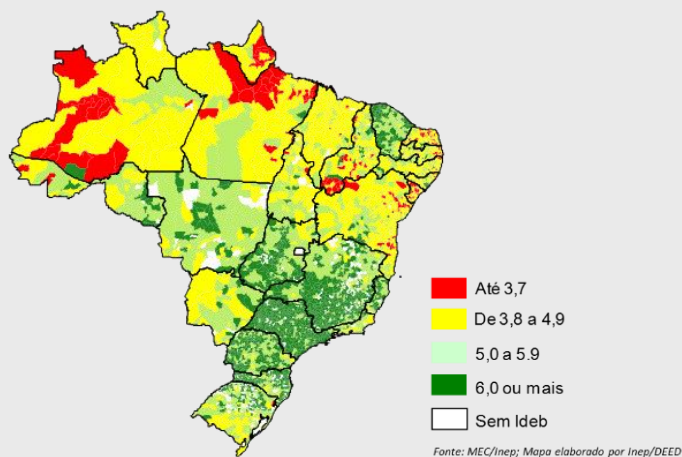 Até 3,7
De 3,8 a 4,9
5,0 a 5.9
6,0 ou mais
Sem Ideb
Fonte: MEC/Inep; Mapa elaborado por Inep/DEED